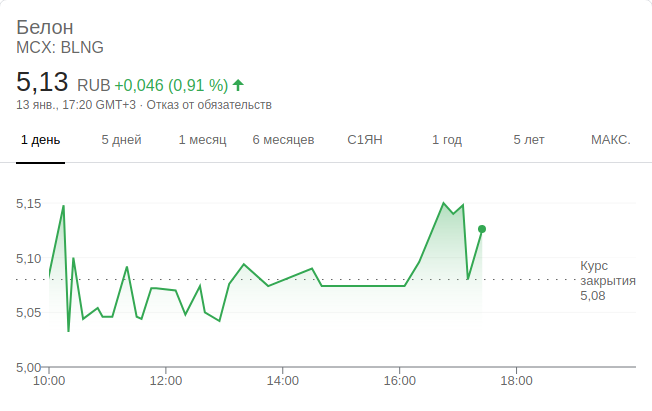 Белон
MCX: BLNG
5,13 RUB +0,046 (0,91 %)
13 янв., 17:20 GMT+3 · Отказ от обязательств
1 день 5 дней 1 месяц 6 месяцев С1ЯН 1 год 5 лет МАКС.
5,15
5,10
Курс
закрытия
5,08
5,05
5,00
10:00 12:00 14:00 16:00 18:00